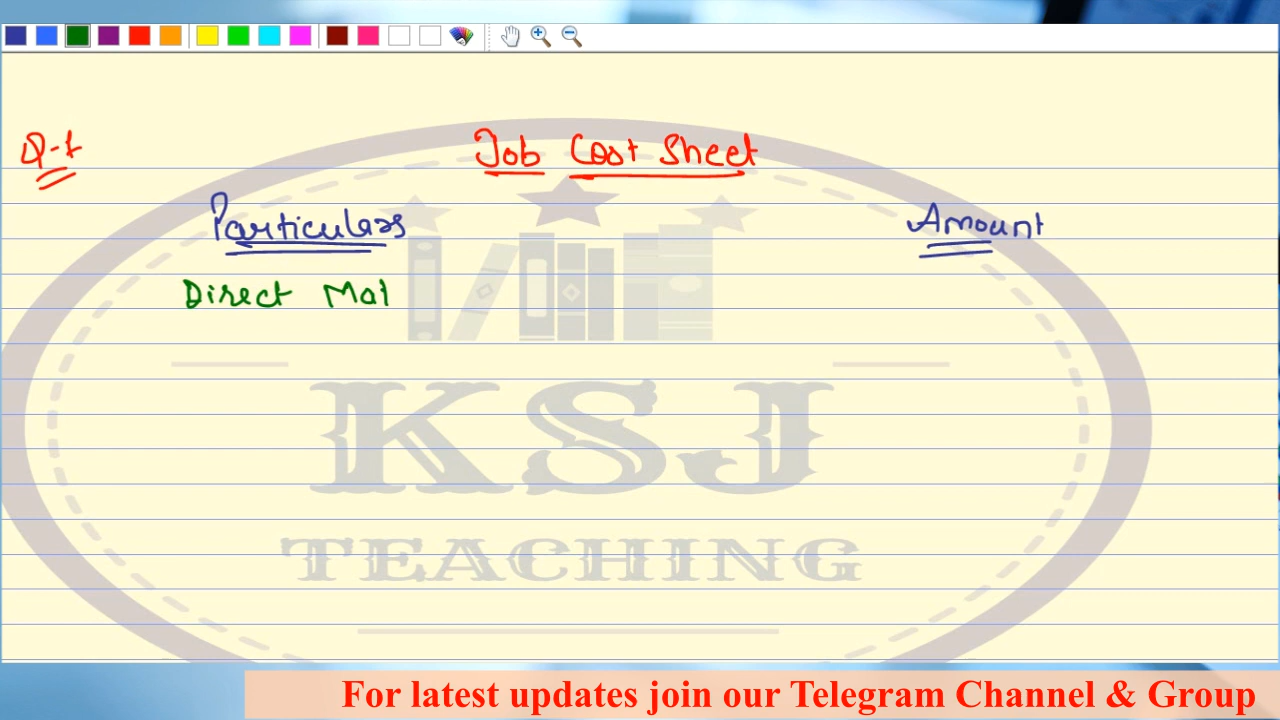 Q-1
Job Cost Sheet
Particulars Amount
Direct Mat
KSJ
TEACHING
For latest updates join our Telegram Channel & Group